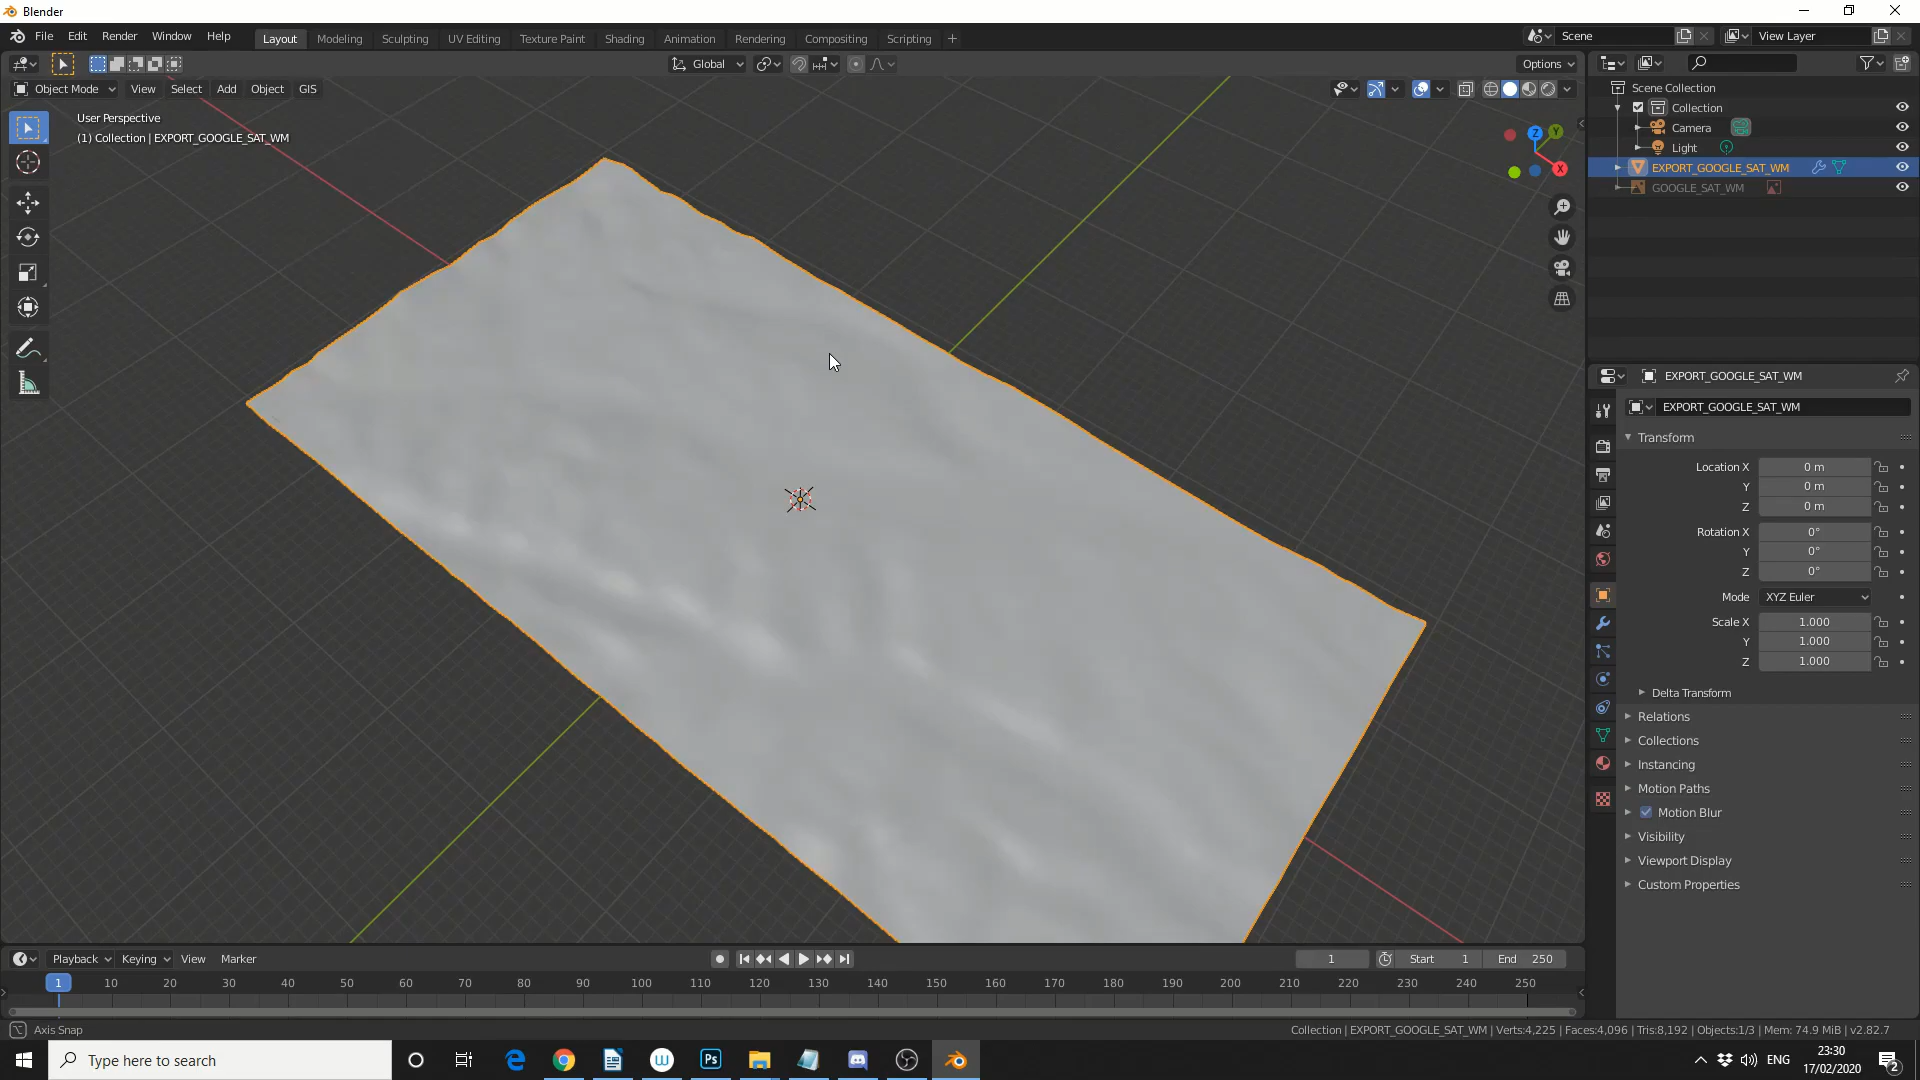 Blender
File Edit Render Window Help
Layout Modeling Sculpting UV Editing Texture Paint Shading Animation Rendering Compositing Scripting +
Scene
View Layer
Global
Options
Object Mode View Select Add Object GIS
User Perspective
(1) Collection | EXPORT_GOOGLE_SAT_WM
Z
Y
X
Scene Collection
Collection
Camera
Light
EXPORT_GOOGLE_SAT_WM
GOOGLE_SAT_WM
EXPORT_GOOGLE_SAT_WM
EXPORT_GOOGLE_SAT_WM
Transform
Location X 0 m
Y 0 m
Z 0 m
Rotation X 0°
Y 0°
Z 0°
Mode XYZ Euler
Scale X 1.000
Y 1.000
Z 1.000
Delta Transform
Relations
Collections
Instancing
Motion Paths
Motion Blur
Visibility
Viewport Display
Custom Properties
Playback Keying View Marker
1 Start 1 End 250
1 10 20 30 40 50 60 70 80 90 100 110 120 130 140 150 160 170 180 190 200 210 220 230 240 250
Axis Snap
Collection | EXPORT_GOOGLE_SAT_WM | Verts:4,225 | Faces:4,096 | Tris:8,192 | Objects:1/3 | Mem: 74.9 MiB | v2.82.7
Type here to search
W
Ps
ENG
23:30
17/02/2020
2